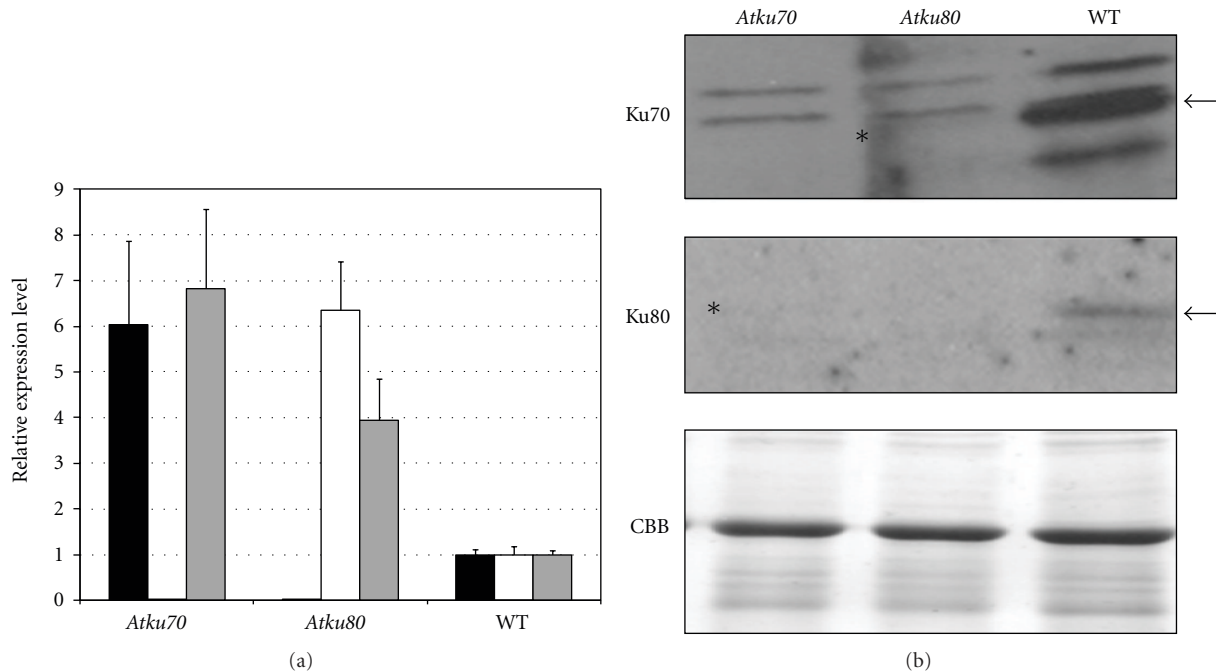 Relative expression level
9
8
7
6
5
4
3
2
1
0
Atku70 Atku80 WT
(a)
Atku70 Atku80 WT
Ku70
*
←
Ku80
*
←
CBB
(b)